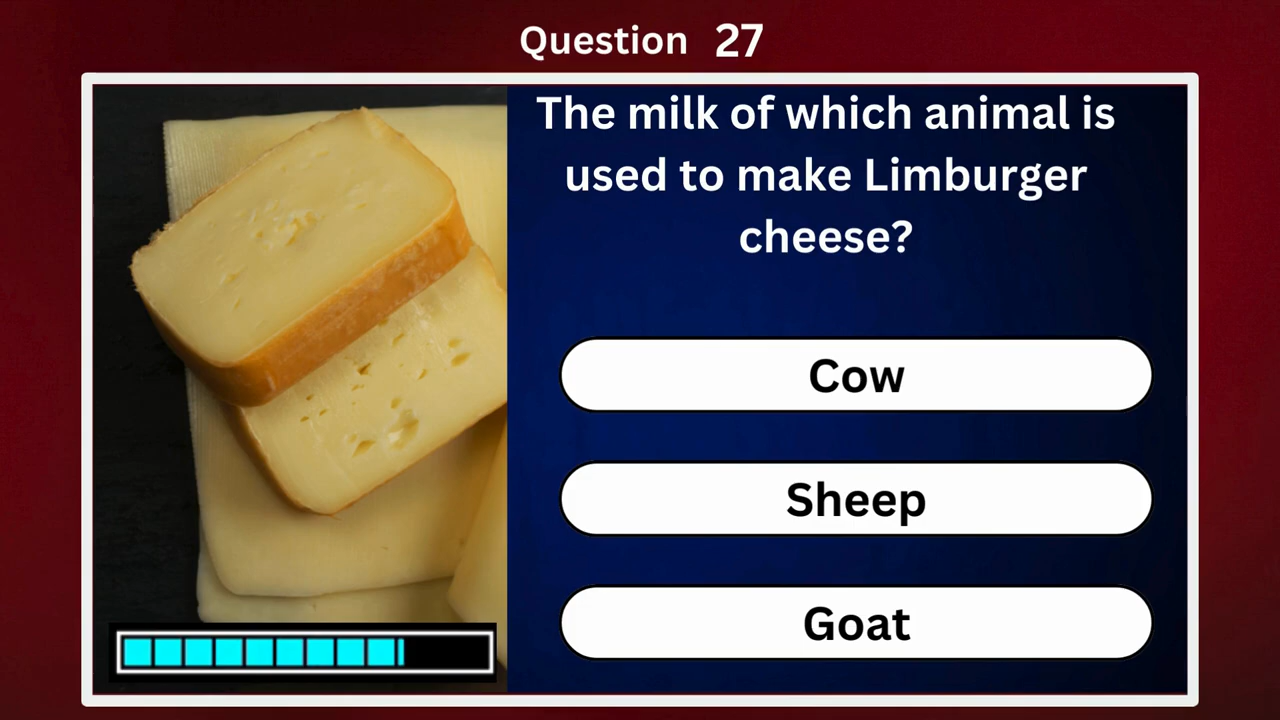 Question 27
The milk of which animal is
used to make Limburger
cheese?
Cow
Sheep
Goat